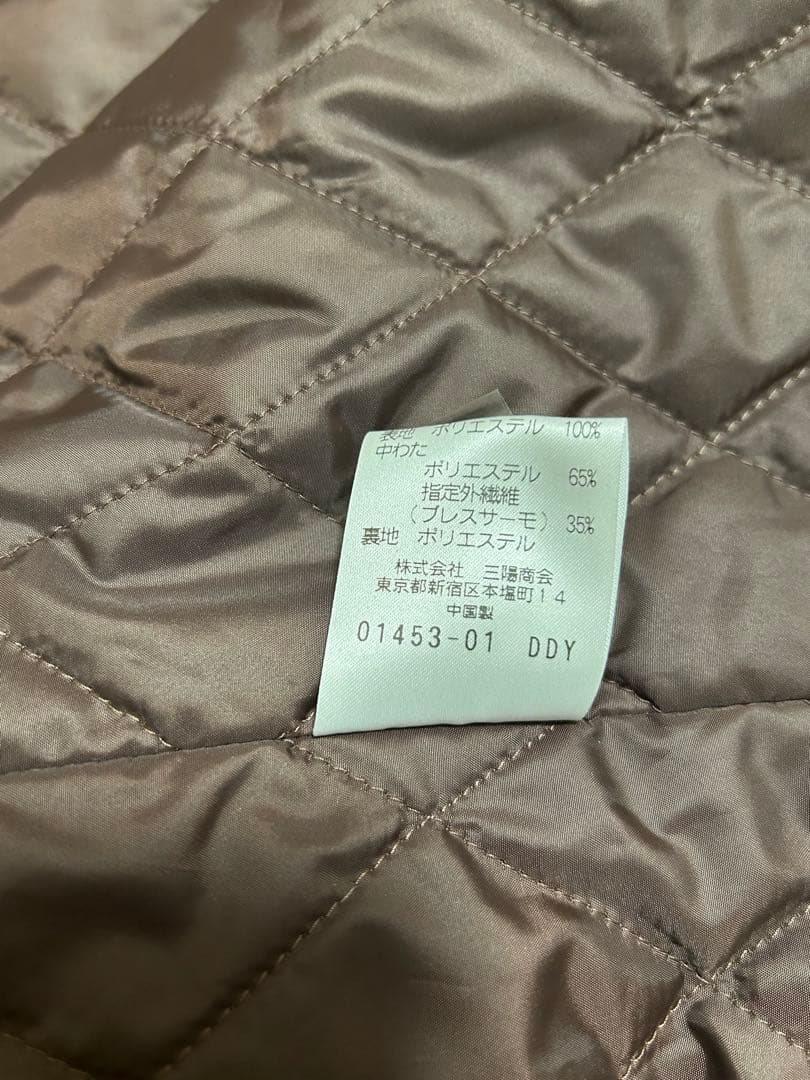 裏地 ポリエステル 100%
中わた
ポリエステル 65%
指定外繊維
(ブレスサーモ) 35%
裏地 ポリエステル
株式会社 三陽商会
東京都新宿区本塩町14
中国製
01453-01 DDY